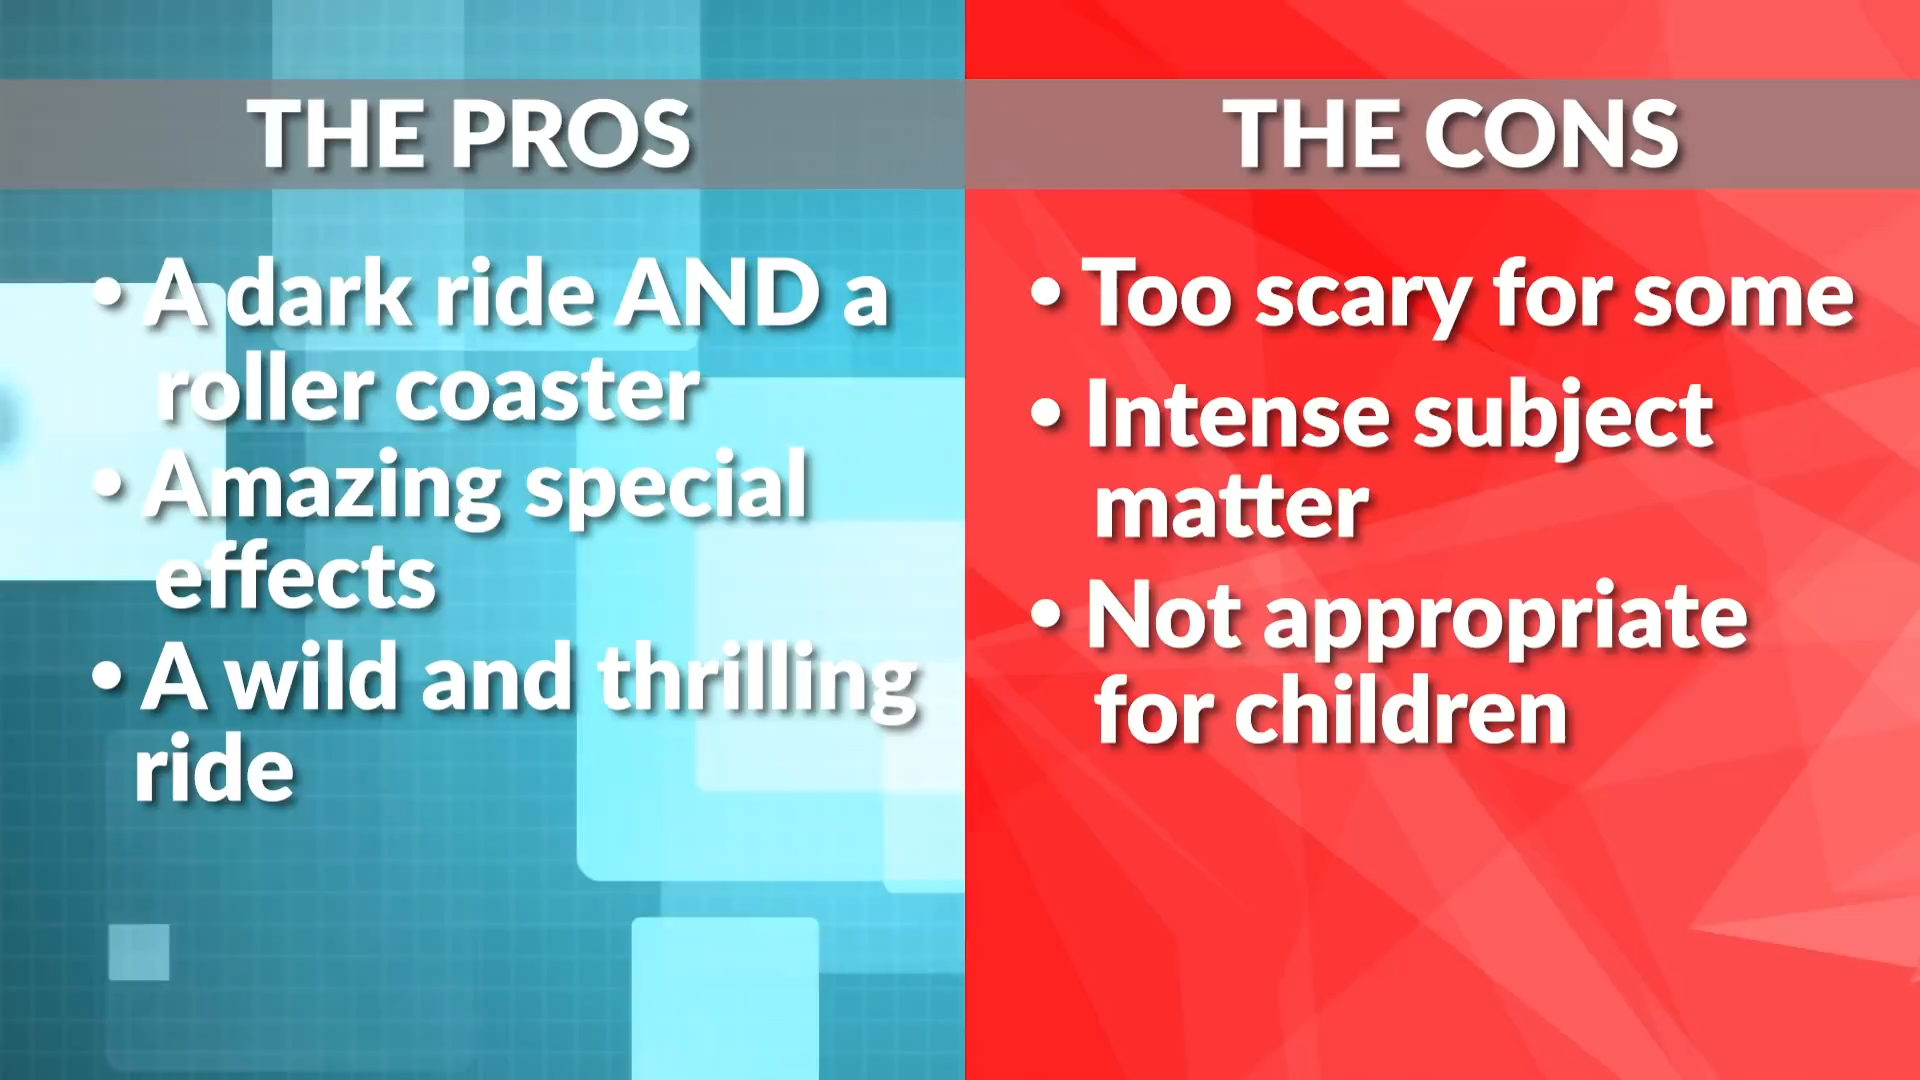 THE PROS
• A dark ride AND a
roller coaster
• Amazing special
effects
• A wild and thrilling
ride
THE CONS
• Too scary for some
• Intense subject
matter
• Not appropriate
for children